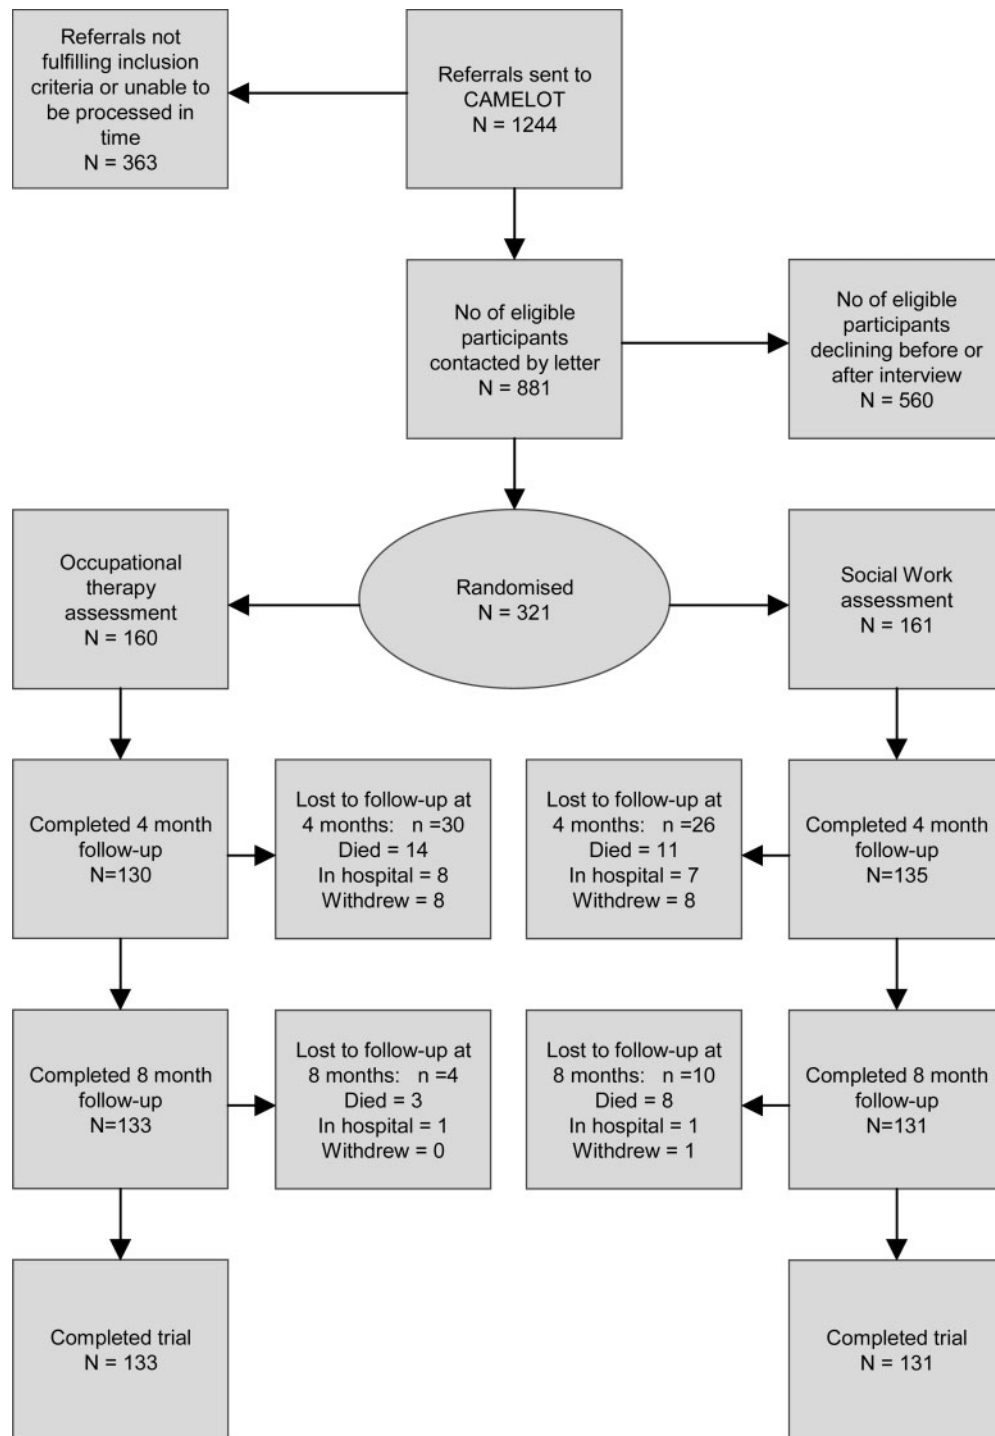 Referrals not
fulfilling inclusion
criteria or unable to
be processed in
time
N = 363
Referrals sent to
CAMELOT
N = 1244
No of eligible
participants
contacted by letter
N = 881
No of eligible
participants
declining before or
after interview
N = 560
Occupational
therapy
assessment
N = 160
Randomised
N = 321
Social Work
assessment
N = 161
Completed 4 month
follow-up
N=130
Lost to follow-up at
4 months:  n =30
Died = 14
In hospital = 8
Withdrew = 8
Lost to follow-up at
4 months:  n =26
Died = 11
In hospital = 7
Withdrew = 8
Completed 4 month
follow-up
N=135
Completed 8 month
follow-up
N=133
Lost to follow-up at
8 months:  n =4
Died = 3
In hospital = 1
Withdrew = 0
Lost to follow-up at
8 months:  n =10
Died = 8
In hospital = 1
Withdrew = 1
Completed 8 month
follow-up
N=131
Completed trial
N = 133
Completed trial
N = 131